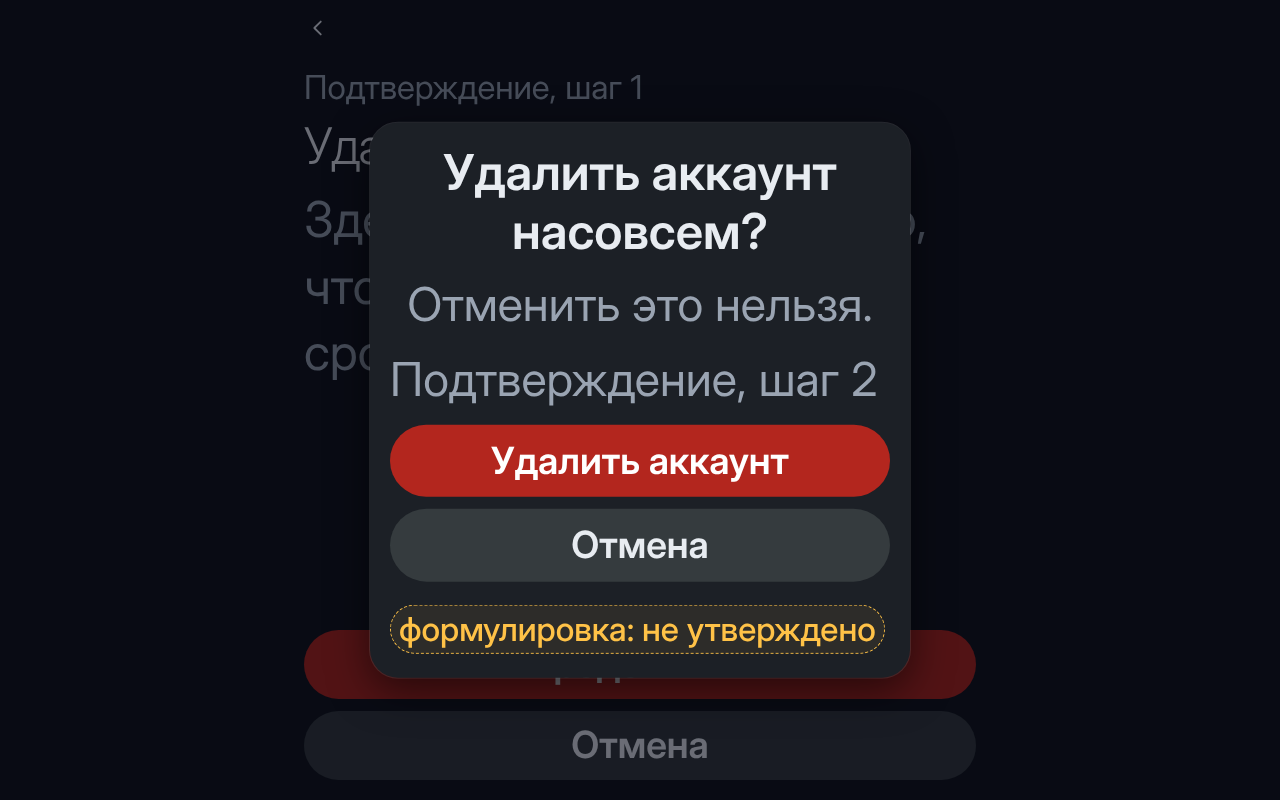 Подтверждение, шаг 1
Удалить аккаунт
насовсем?
Отменить это нельзя.
Подтверждение, шаг 2
Удалить аккаунт
Отмена
формулировка: не утверждено
Отмена